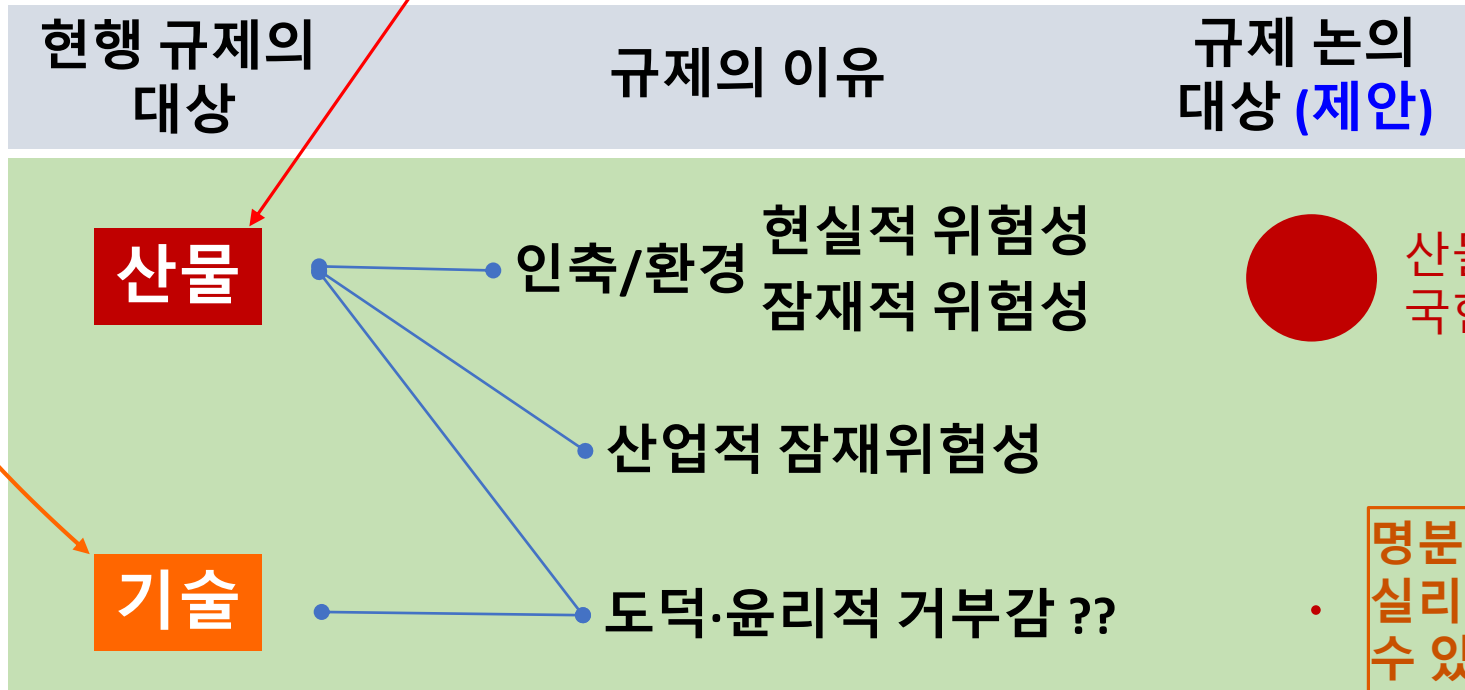 현행 규제의
대상
규제의 이유
규제 논의
대상 (제안)
산물
인축/환경
현실적 위험성
잠재적 위험성
산업적 잠재위험성
기술
도덕·윤리적 거부감 ??
명분
실리
수